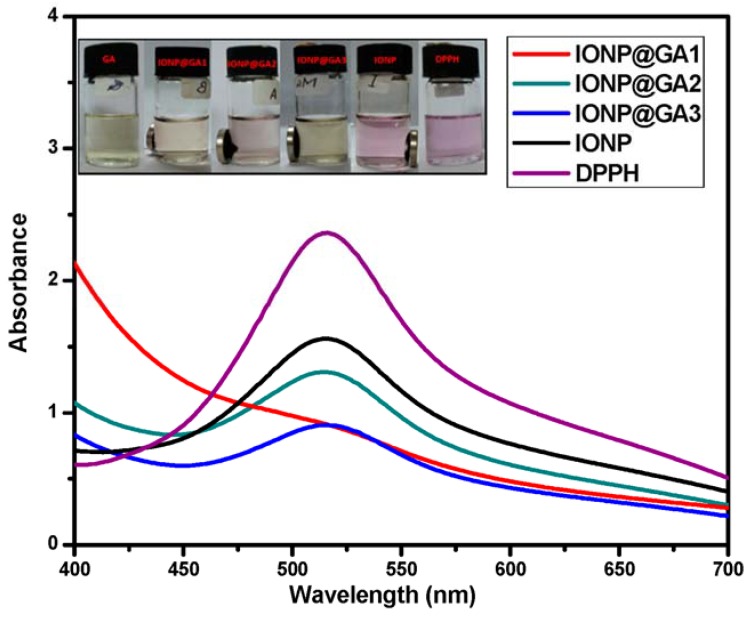 4
3
2
1
0
Absorbance
GA IONP@GA1 IONP@GA2 IONP@GA3 IONP DPPH
B A 2M I
IONP@GA1
IONP@GA2
IONP@GA3
IONP
DPPH
400 450 500 550 600 650 700
Wavelength (nm)